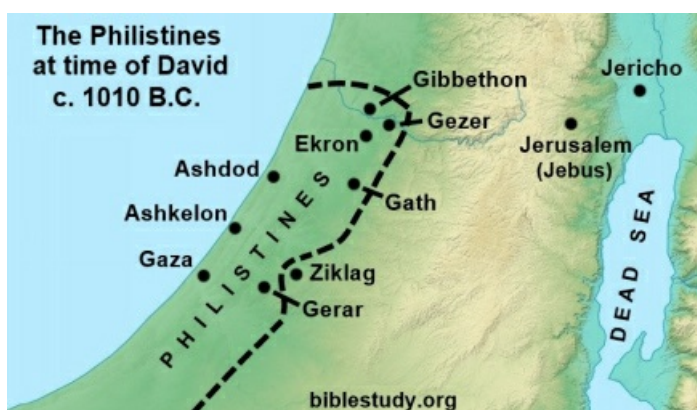 The Philistines
at time of David
c. 1010 B.C.
Gibbethon
Jericho
Gezer
Ekron
Jerusalem
(Jebus)
Ashdod
Gath
Ashkelon
PHILISTINES
Gaza
Ziklag
Gerar
DEAD SEA
biblestudy.org